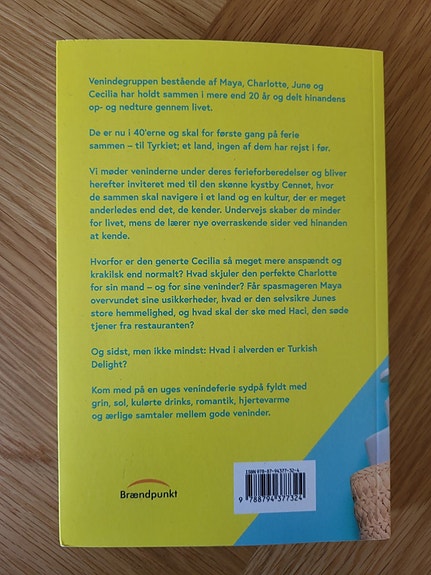 Venindegruppen bestående af Maya, Charlotte, June og
Cecilia har holdt sammen i mere end 20 år og delt hinandens
op- og nedture gennem livet.
De er nu i 40'erne og skal for første gang på ferie
sammen – til Tyrkiet; et land, ingen af dem har rejst i før.
Vi møder veninderne under deres ferieforberedelser og bliver
herefter inviteret med til den skønne kystby Cennet, hvor
de sammen skal navigere i et land og en kultur, der er meget
anderledes end det, de kender. Undervejs skaber de minder
for livet, mens de lærer nye overraskende sider ved hinanden
at kende.
Hvorfor er den generte Cecilia så meget mere anspændt og
krakilsk end normalt? Hvad skjuler den perfekte Charlotte
for sin mand – og for sine veninder? Får spasmageren Maya
overvundet sine usikkerheder, hvad er den selvsikre Junes
store hemmelighed, og hvad skal der ske med Haci, den søde
tjener fra restauranten?
Og sidst, men ikke mindst: Hvad i alverden er Turkish
Delight?
Kom med på en uges venindeferie sydpå fyldt med
grin, sol, kulørte drinks, romantik, hjertevarme
og ærlige samtaler mellem gode veninder.
ISBN 978-87-94377-32-4
9 788794 377324
Brændpunkt